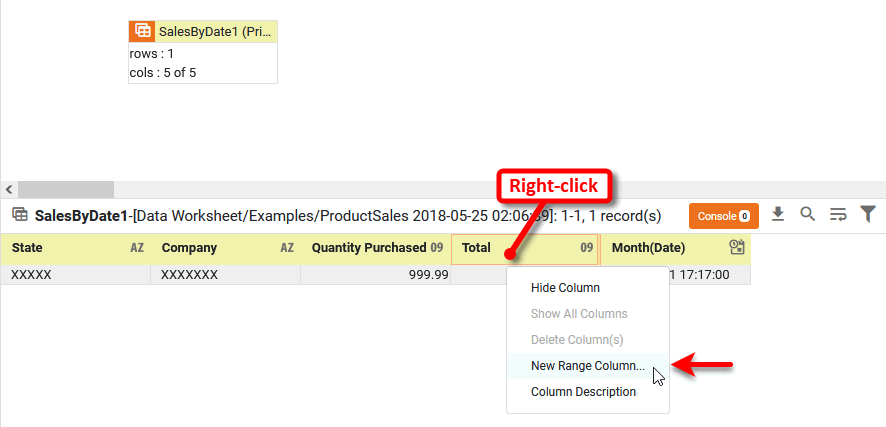 SalesByDate1 (Pri...
rows : 1
cols : 5 of 5
Right-click
SalesByDate1-[Data Worksheet/Examples/ProductSales 2018-05-25 02:06: 39]: 1-1, 1 record(s)
Console 0
State AZ Company AZ Quantity Purchased 09 Total 09 Month(Date)
XXXXX XXXXXXX 999.99 1 17:17:00
Hide Column
Show All Columns
Delete Column(s)
New Range Column...
Column Description